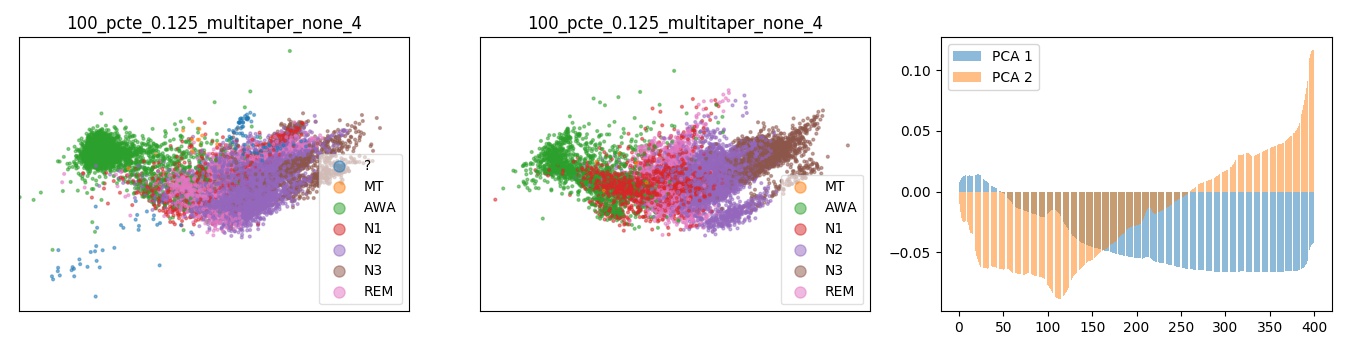 100_pcte_0.125_multitaper_none_4
?
MT
AWA
N1
N2
N3
REM
100_pcte_0.125_multitaper_none_4
MT
AWA
N1
N2
N3
REM
PCA 1
PCA 2
0.10
0.05
0.00
−0.05
0 50 100 150 200 250 300 350 400